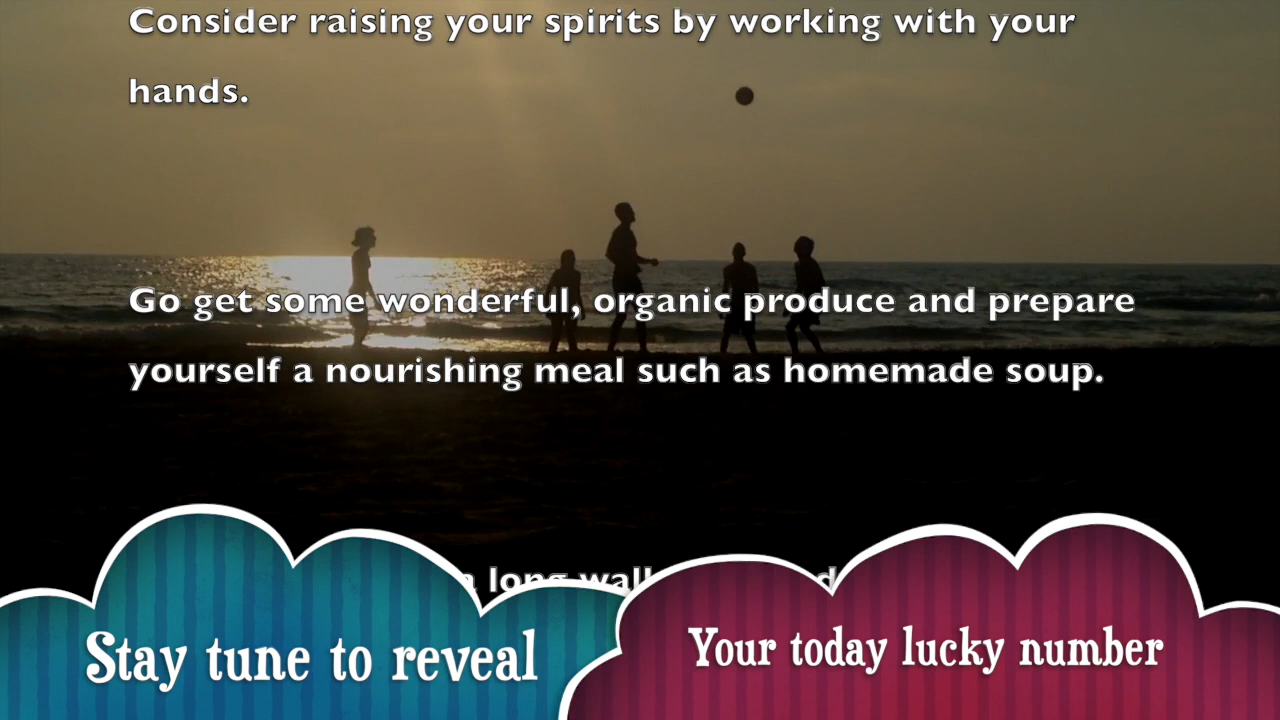 Consider raising your spirits by working with your
hands.
Go get some wonderful, organic produce and prepare
yourself a nourishing meal such as homemade soup.
a long
Stay tune to reveal
Your today lucky number